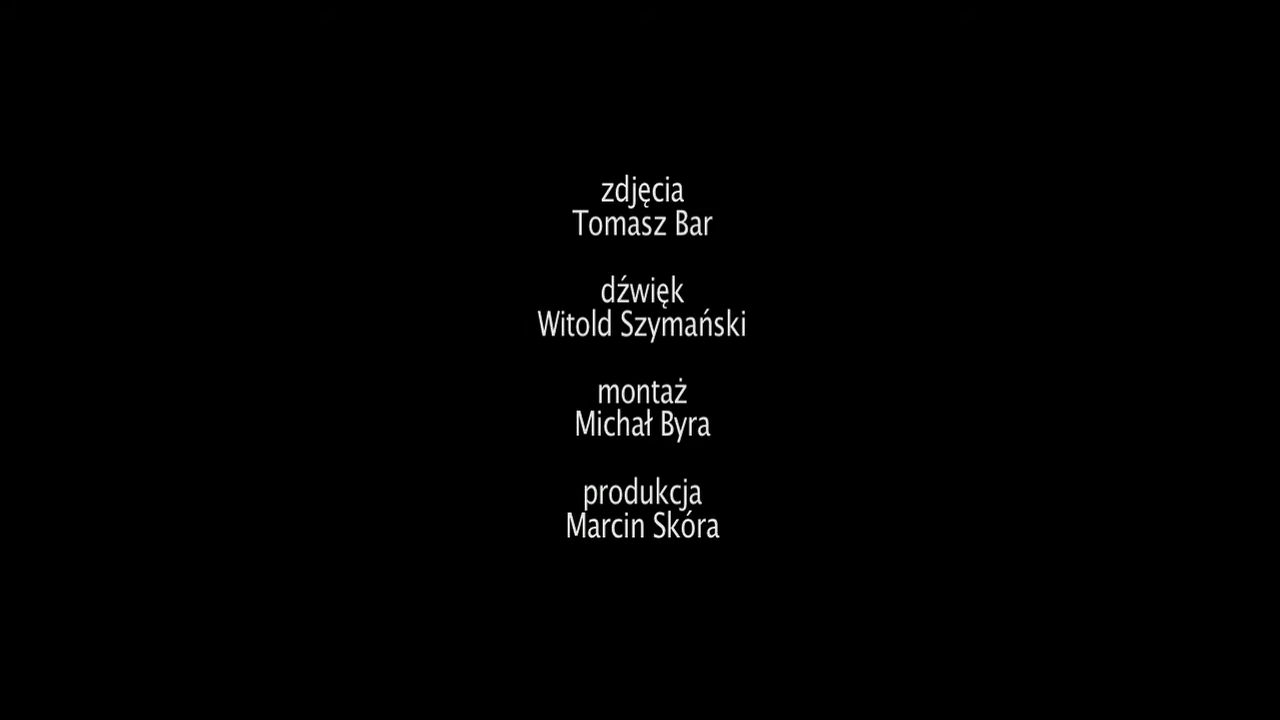 zdjęcia
Tomasz Bar
dźwięk
Witold Szymański
montaż
Michał Byra
produkcja
Marcin Skóra